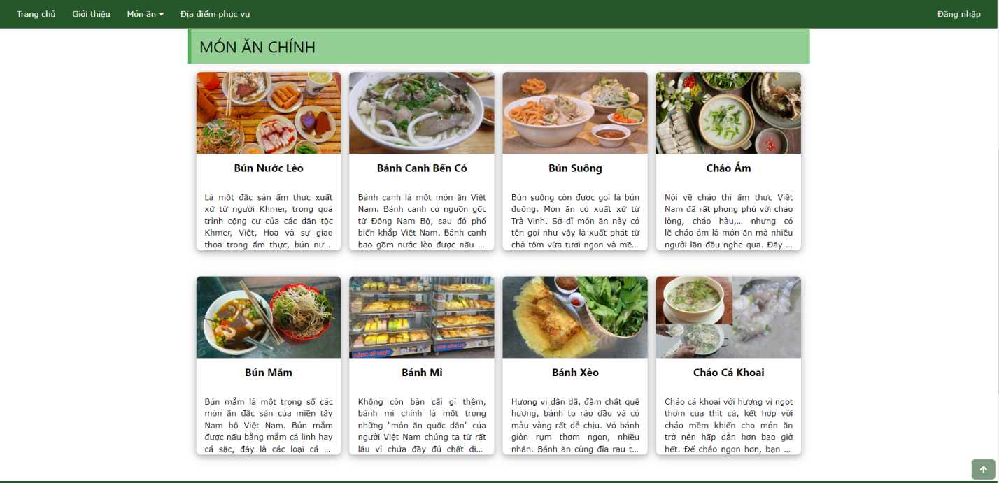 Trang chủ Giới thiệu Món ăn Địa điểm phục vụ Đăng nhập
MÓN ĂN CHÍNH
Bún Nước Lèo
Là một đặc sản ẩm thực xuất
xứ từ người Khmer, trong quá
trình cộng cư của các dân tộc
Khmer, Việt, Hoa và sự giao
thoa trong ẩm thực, bún nư...
Bánh Canh Bến Có
Bánh canh là một món ăn Việt
Nam. Bánh canh có nguồn gốc
từ Đông Nam Bộ, sau đó phổ
biến khắp Việt Nam. Bánh canh
bao gồm nước lèo được nấu ...
Bún Suông
Bún suông còn được gọi là bún
đuông. Món ăn có xuất xứ từ
Trà Vinh. Sở dĩ món ăn này có
tên gọi như vậy là xuất phát từ
chả tôm vừa tươi ngon và mề...
Cháo Ám
Nói về cháo thì ẩm thực Việt
Nam đã rất phong phú với cháo
lòng, cháo hàu,... nhưng có
lẽ cháo ám là món ăn mà nhiều
người lần đầu nghe qua. Đây ...
Bún Mắm
Bún mắm là một trong số các
món ăn đặc sản của miền tây
Nam bộ Việt Nam. Bún mắm
được nấu bằng mắm cá linh hay
cá sặc, đây là các loại cá ...
Bánh Mì
Không còn bàn cãi gì thêm,
bánh mì chính là một trong
những "món ăn quốc dân" của
người Việt Nam chúng ta từ rất
lâu vì chứa đầy đủ chất di...
Bánh Xèo
Hương vị dân dã, đậm chất quê
hương, bánh to ráo dầu và có
màu vàng rất dễ chịu. Vỏ bánh
giòn rụm thơm ngon, nhiều
nhân. Bánh ăn cùng đĩa rau t...
Cháo Cá Khoai
Cháo cá khoai với hương vị ngọt
thơm của thịt cá, kết hợp với
cháo mềm khiến cho món ăn
trở nên hấp dẫn hơn bao giờ
hết. Để cháo ngon hơn, bạn ...